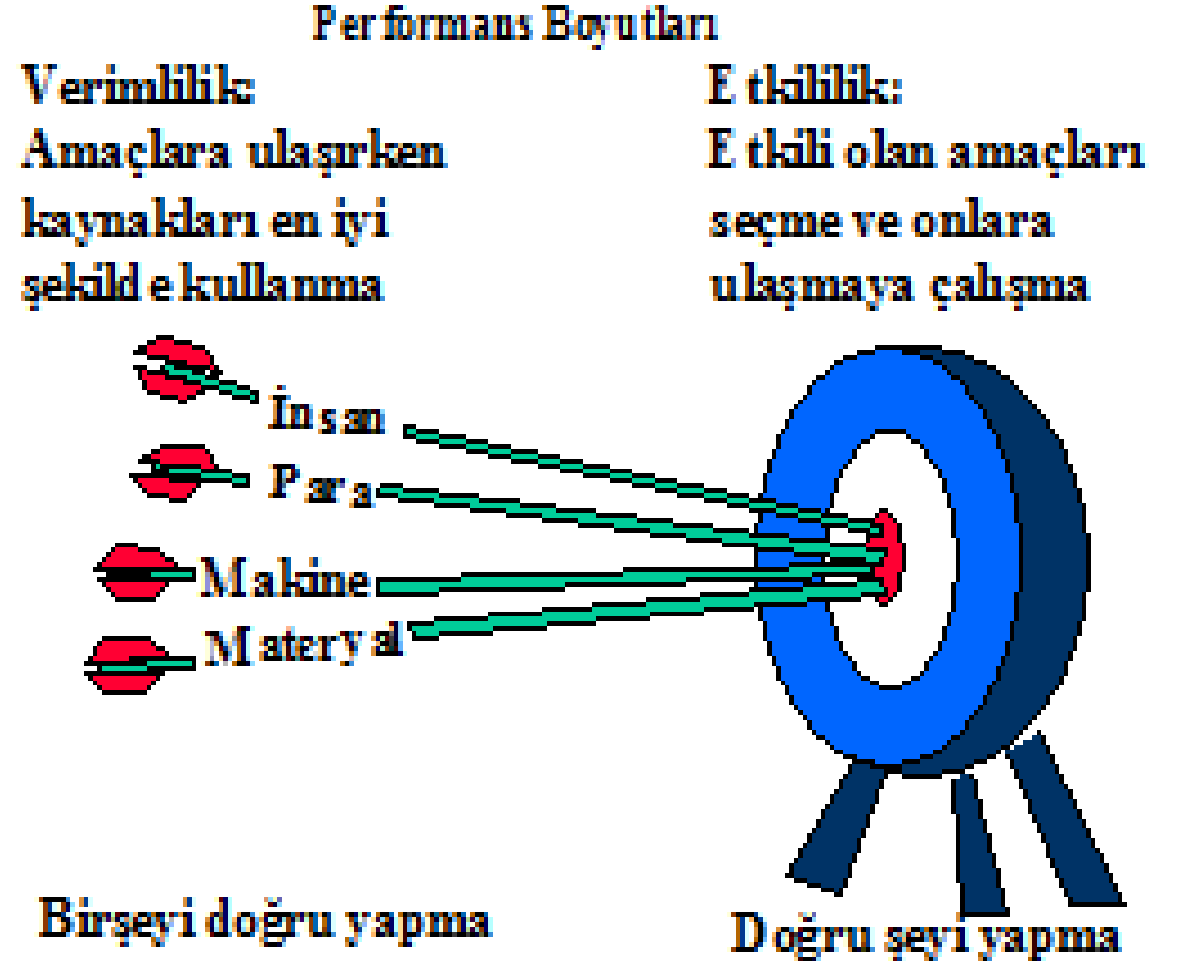 Performans Boyutları
Verimlilik:
Amaçlara ulaşırken
kaynakları en iyi
şekilde kullanma
Etkililik:
Etkili olan amaçları
seçme ve onlara
ulaşmaya çalışma
İnsan
Para
Makine
Materyal
Birşeyi doğru yapma
Doğru şeyi yapma